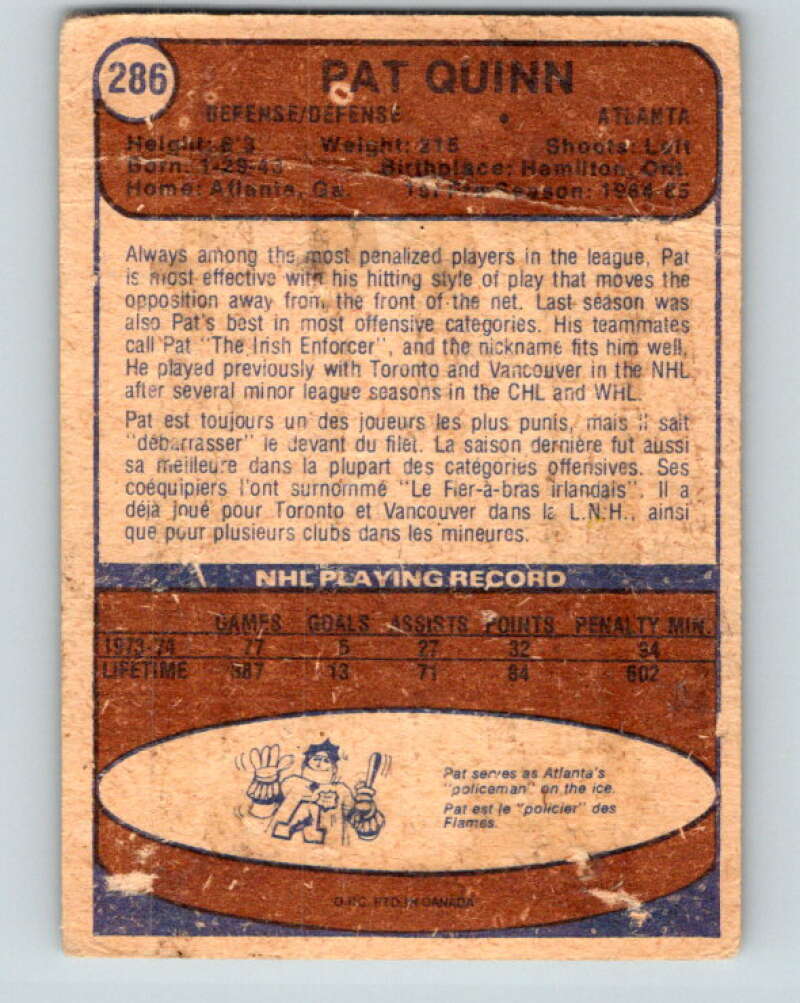 286
PAT QUINN
DEFENSE/DEFENSE • ATLANTA
Height: 6'3 Weight: 215 Shoots: Left
Born: 1-29-43 Birthplace: Hamilton, Ont.
Home: Atlanta, Ga. 1st Season: 1964-65
Always among the most penalized players in the league, Pat
is most effective with his hitting style of play that moves the
opposition away from the front of the net. Last season was
also Pat's best in most offensive categories. His teammates
call Pat "The Irish Enforcer", and the nickname fits him well.
He played previously with Toronto and Vancouver in the NHL
after several minor league seasons in the CHL and WHL.
Pat est toujours un des joueurs les plus punis, mais il sait
"débarrasser" le devant du filet. La saison dernière fut aussi
sa meilleure dans la plupart des catégories offensives. Ses
coéquipiers l'ont surnommé "Le Fier-à-bras irlandais". Il a
déjà joué pour Toronto et Vancouver dans la L.N.H., ainsi
que pour plusieurs clubs dans les mineures.
NHL PLAYING RECORD
GAMES GOALS ASSISTS POINTS PENALTY MIN.
1973-74 77 5 27 32 94
LIFETIME 387 13 71 84 602
Pat serves as Atlanta's
"policeman" on the ice.
Pat est le "policier" des
Flames.
O.P.C. PTD. IN CANADA